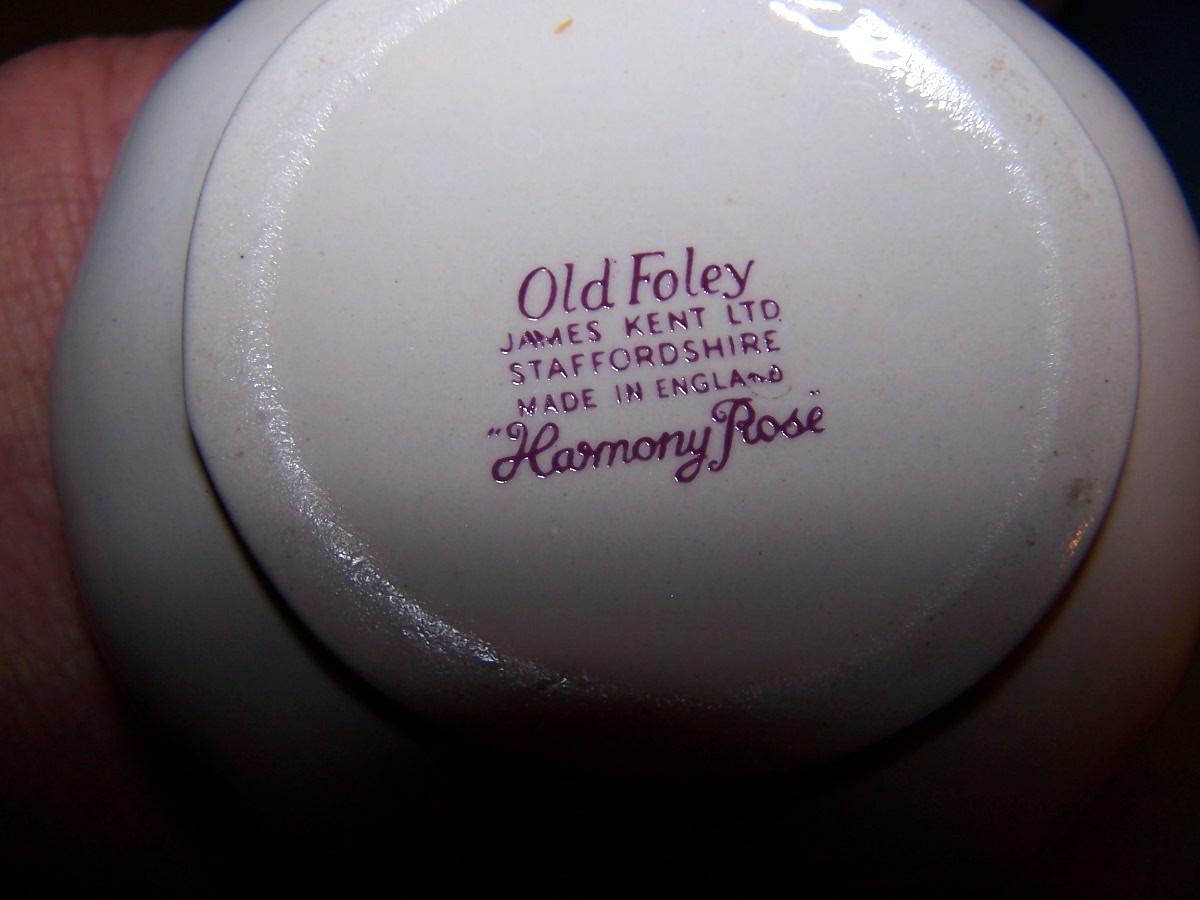 Old Foley
JAMES KENT LTD
STAFFORDSHIRE
MADE IN ENGLAND
"Harmony Rose"